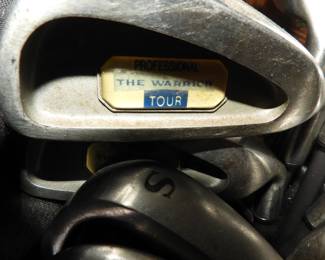 PROFESSIONAL
THE WARRIOR
TOUR
S